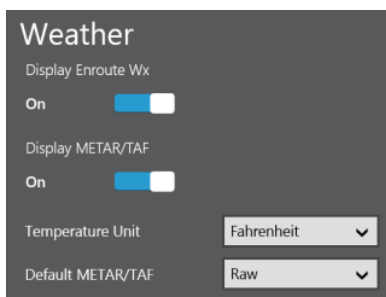 Weather
Display Enroute Wx
On
Display METAR/TAF
On
Temperature Unit Fahrenheit
Default METAR/TAF Raw